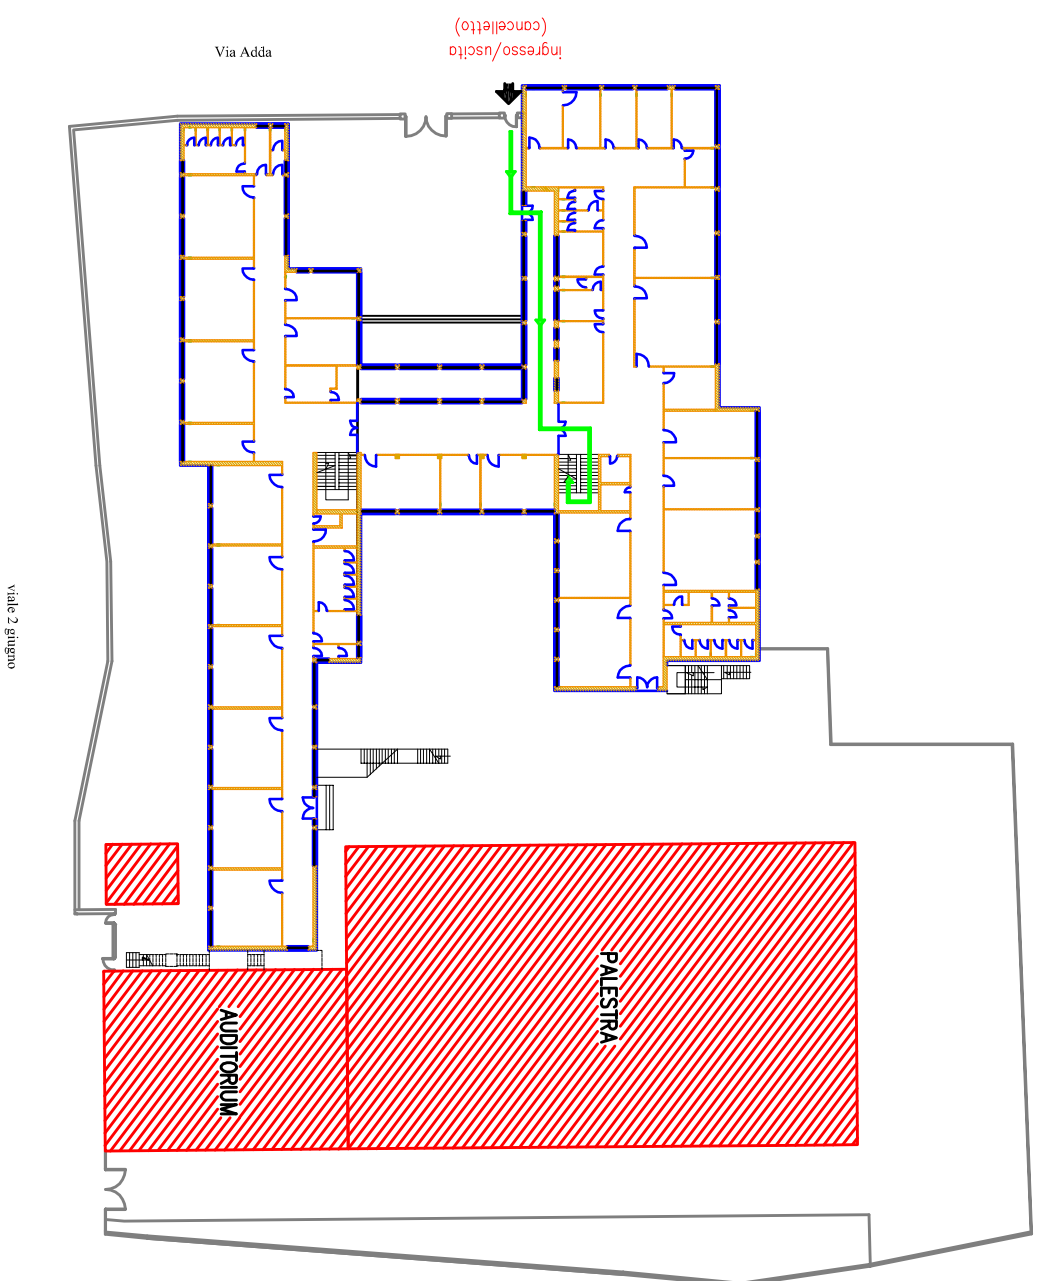 Via Adda
ingresso/uscita
(cancelletto)
viale 2 giugno
PALESTRA
AUDITORIUM